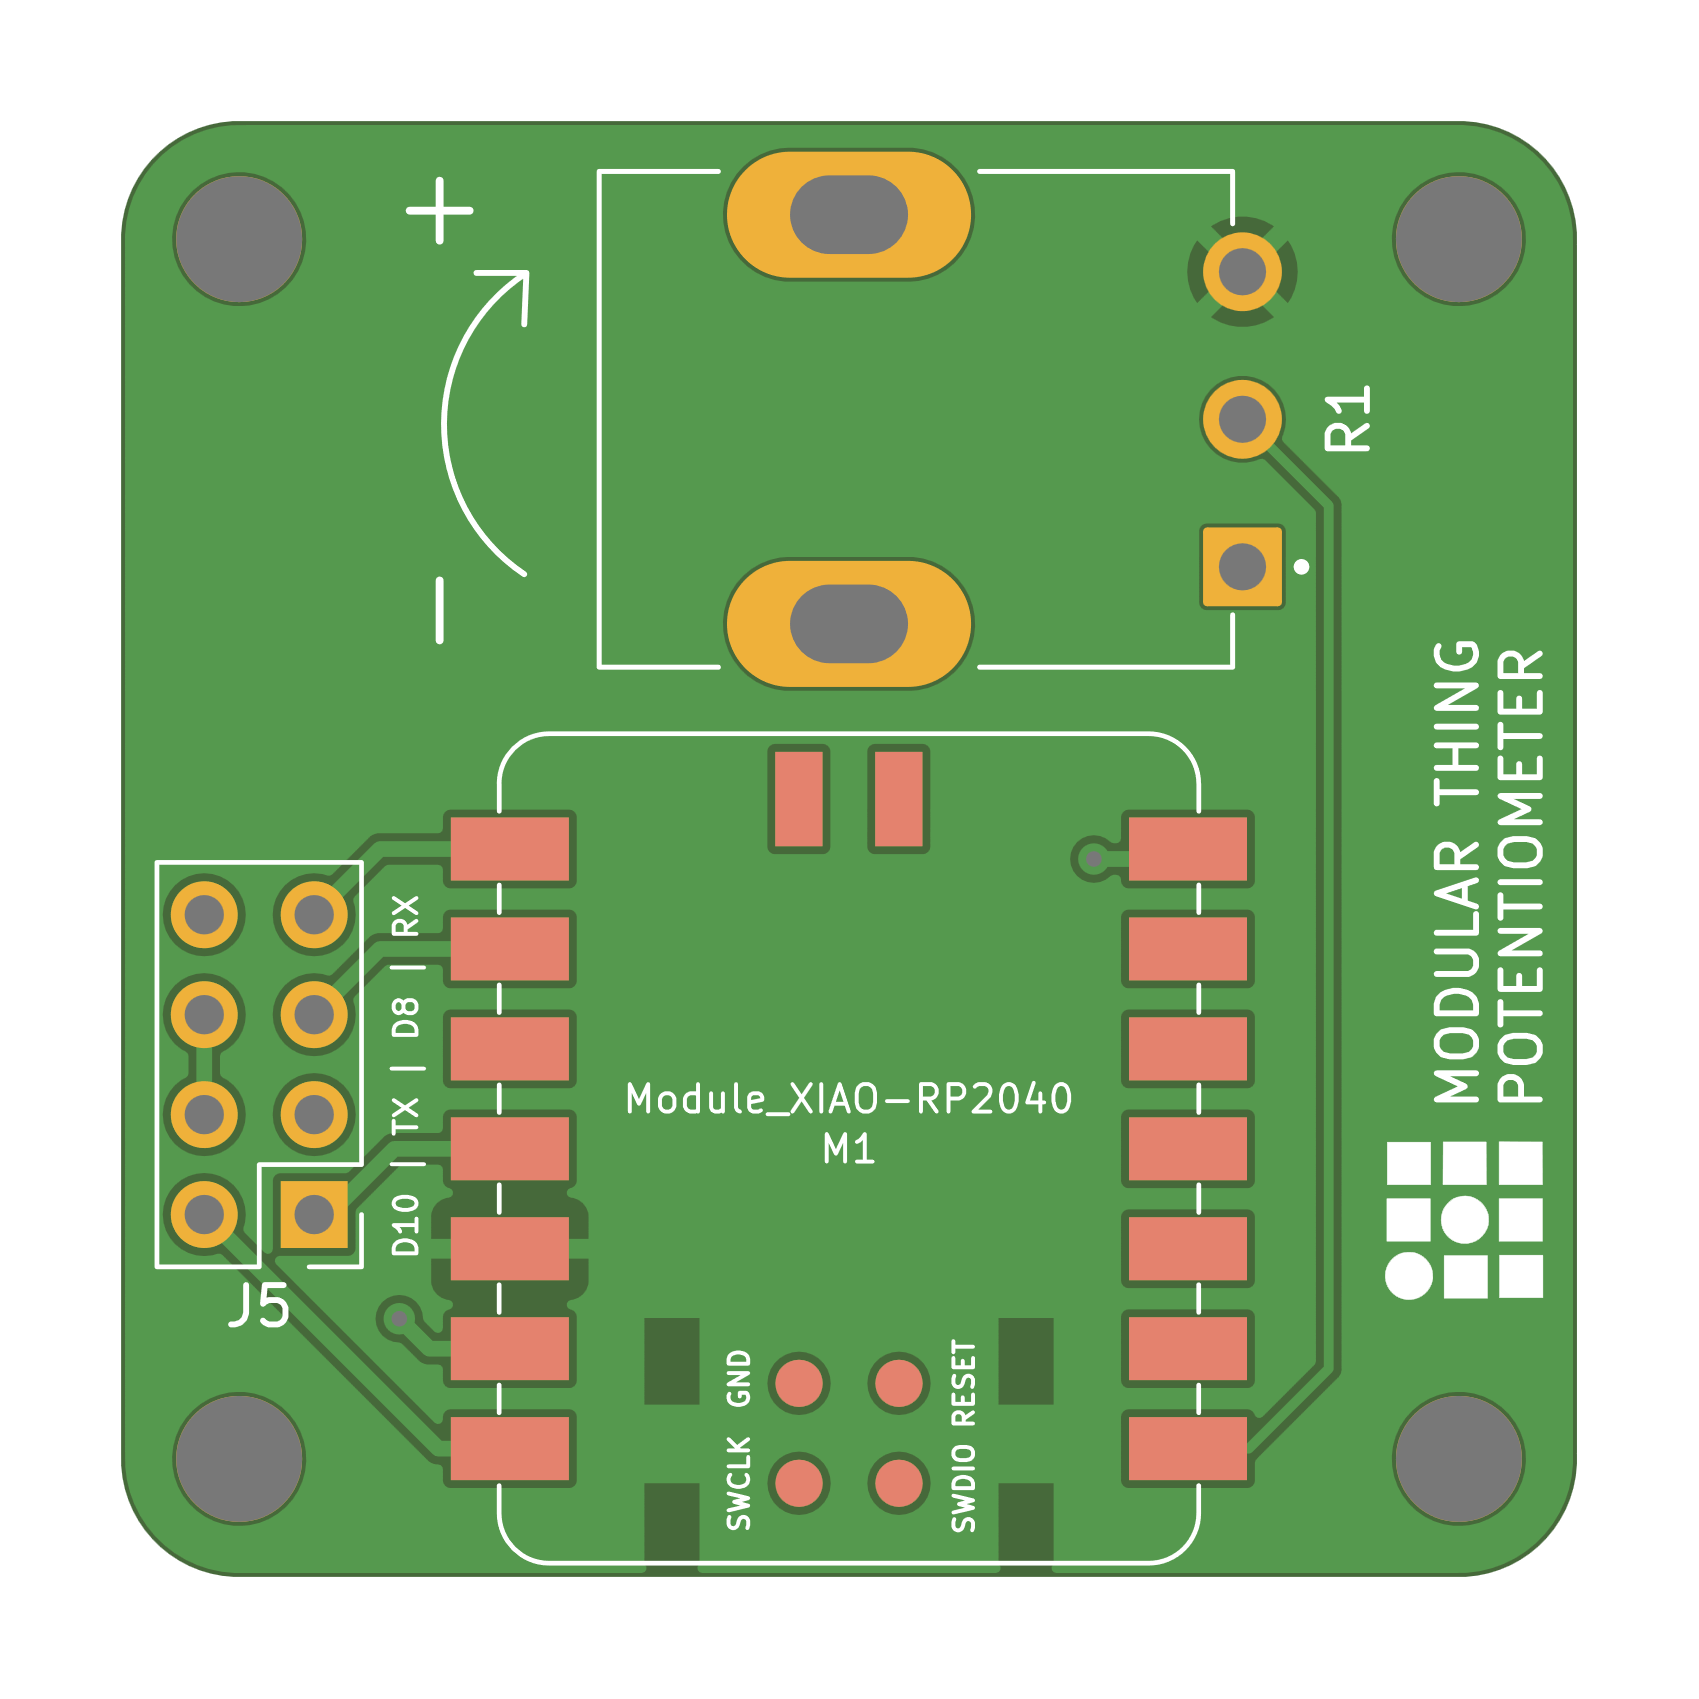 +
R1
−
MODULAR THING
POTENTIOMETER
D10 | TX | D8 | RX
Module_XIAO-RP2040
M1
J5
SWCLK GND
SWDIO RESET